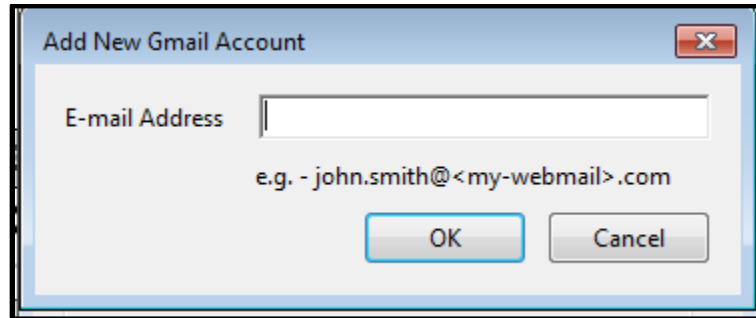 Add New Gmail Account
E-mail Address
e.g. - john.smith@<my-webmail>.com
OK Cancel